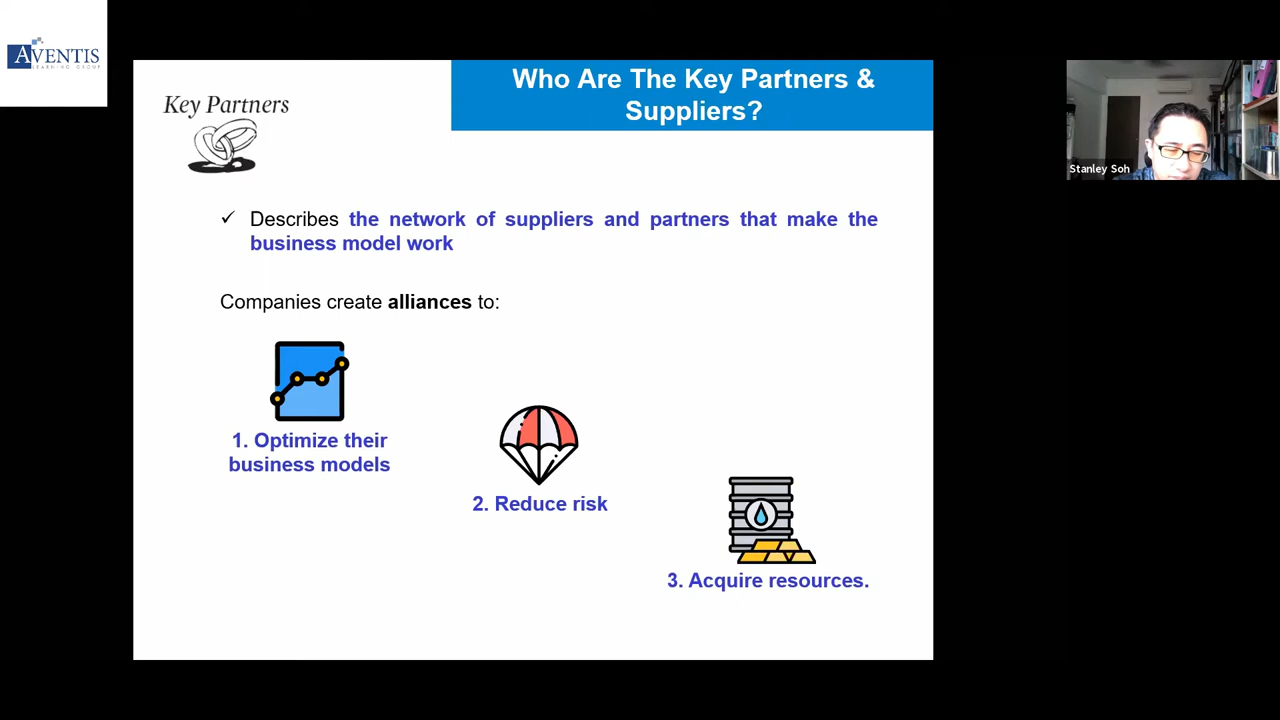 AVENTIS
LEARNING GROUP
Who Are The Key Partners &
Suppliers?
Key Partners
Stanley Soh
✓ Describes the network of suppliers and partners that make the
business model work
Companies create alliances to:
1. Optimize their
business models
2. Reduce risk
3. Acquire resources.